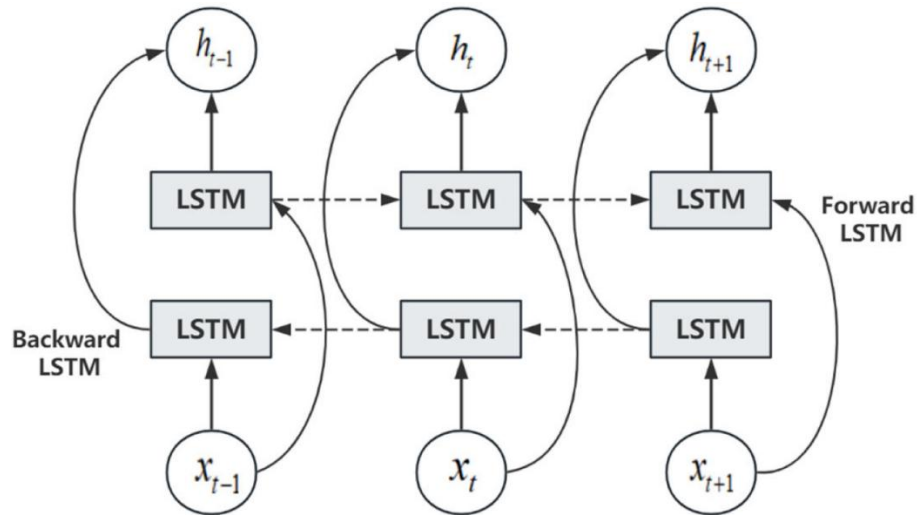 h_{t-1}
h_t
h_{t+1}
LSTM
LSTM
LSTM
Forward
LSTM
LSTM
LSTM
LSTM
Backward
LSTM
x_{t-1}
x_t
x_{t+1}